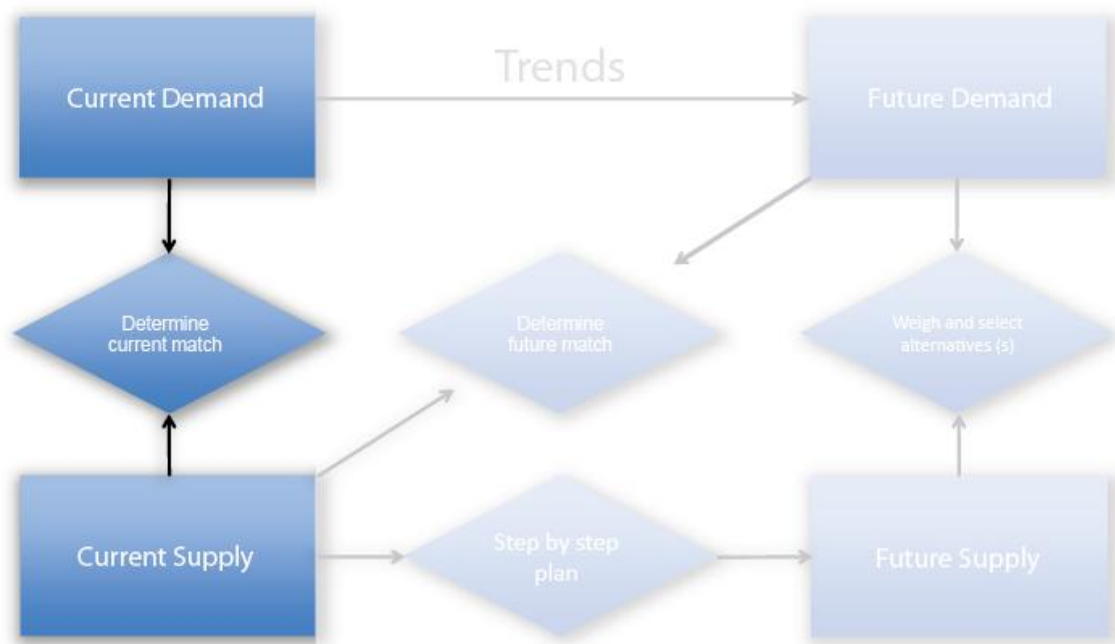 Trends
Current Demand
Future Demand
Determine
current match
Determine
future match
Weigh and select
alternatives (s)
Current Supply
Step by step
plan
Future Supply